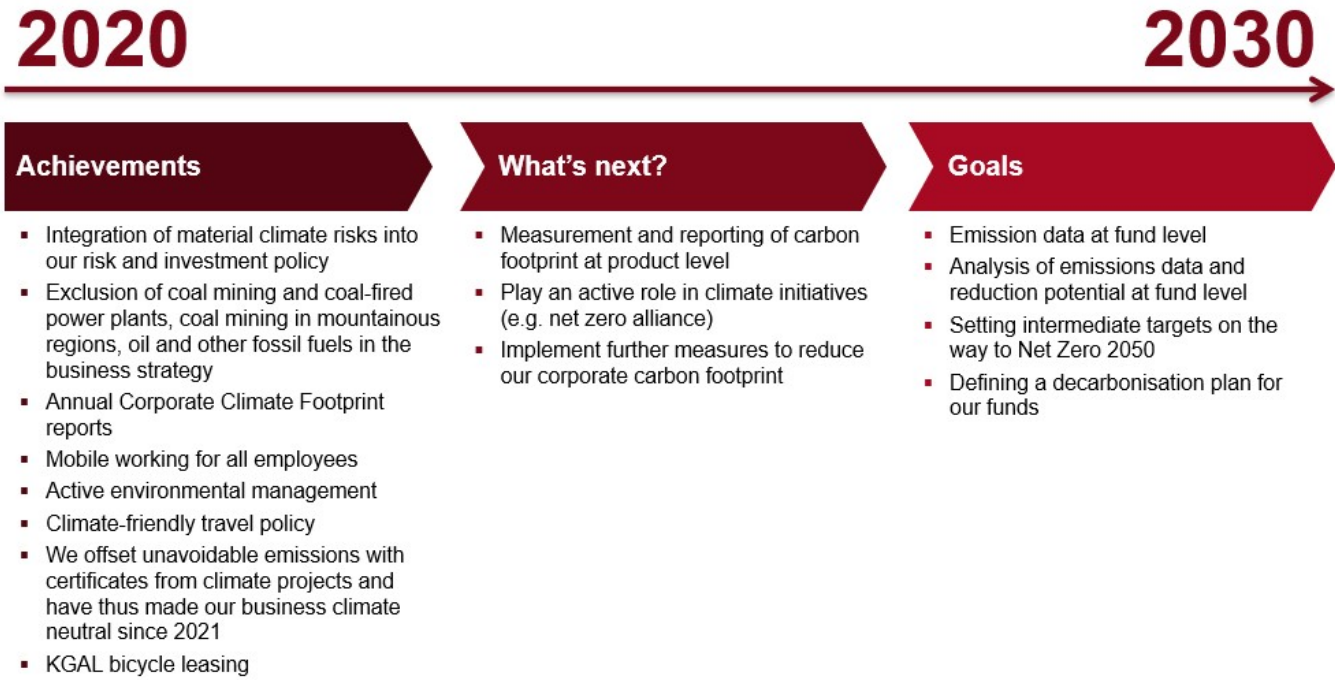 2020
2030
Achievements
▪ Integration of material climate risks into
our risk and investment policy
▪ Exclusion of coal mining and coal-fired
power plants, coal mining in mountainous
regions, oil and other fossil fuels in the
business strategy
▪ Annual Corporate Climate Footprint
reports
▪ Mobile working for all employees
▪ Active environmental management
▪ Climate-friendly travel policy
▪ We offset unavoidable emissions with
certificates from climate projects and
have thus made our business climate
neutral since 2021
▪ KGAL bicycle leasing
What’s next?
▪ Measurement and reporting of carbon
footprint at product level
▪ Play an active role in climate initiatives
(e.g. net zero alliance)
▪ Implement further measures to reduce
our corporate carbon footprint
Goals
▪ Emission data at fund level
▪ Analysis of emissions data and
reduction potential at fund level
▪ Setting intermediate targets on the
way to Net Zero 2050
▪ Defining a decarbonisation plan for
our funds